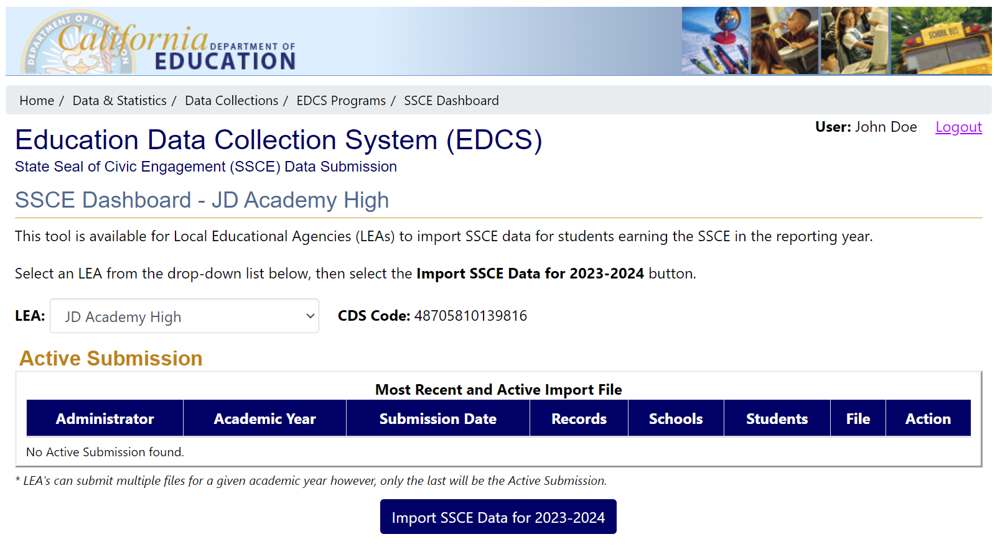 DEPARTMENT OF EDUCATION
California DEPARTMENT OF
EDUCATION
SCHOOL BUS
Home / Data & Statistics / Data Collections / EDCS Programs / SSCE Dashboard
User: John Doe Logout
Education Data Collection System (EDCS)
State Seal of Civic Engagement (SSCE) Data Submission
SSCE Dashboard - JD Academy High
This tool is available for Local Educational Agencies (LEAs) to import SSCE data for students earning the SSCE in the reporting year.
Select an LEA from the drop-down list below, then select the Import SSCE Data for 2023-2024 button.
LEA: JD Academy High CDS Code: 48705810139816
Active Submission
Most Recent and Active Import File
Administrator Academic Year Submission Date Records Schools Students File Action
No Active Submission found.
* LEA's can submit multiple files for a given academic year however, only the last will be the Active Submission.
Import SSCE Data for 2023-2024